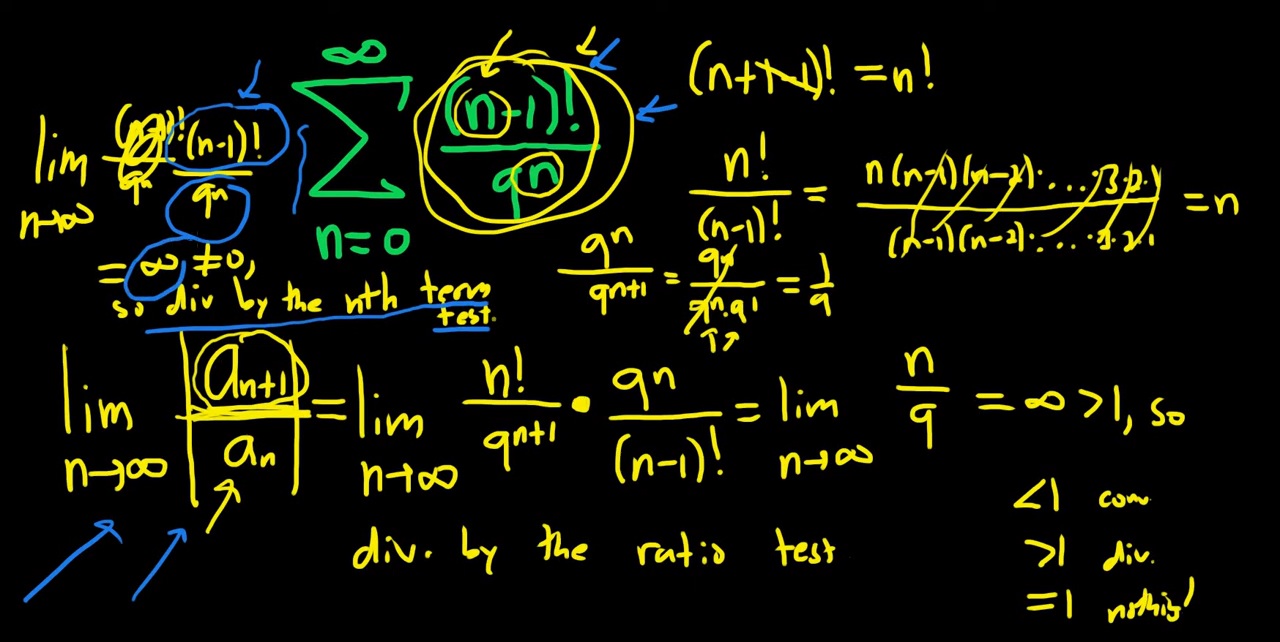 lim n→∞ (n-1)!/9ⁿ
= ∞ ≠ 0,
so div by the nth term
test.
∞
∑ (n-1)!/9ⁿ
n=0
(n+1-1)! = n!
n!/(n-1)! = n(n-1)(n-2)·....·3·2·1/(n-1)(n-2)·....·3·2·1 = n
9ⁿ/9ⁿ⁺¹ = 9ⁿ/9ⁿ·9¹ = 1/9
lim n→∞ |aₙ₊₁/aₙ| = lim n→∞ n!/9ⁿ⁺¹ · 9ⁿ/(n-1)! = lim n→∞ n/9 = ∞ > 1, so
div. by the ratio test
<1 conv
>1 div.
=1 nothing!